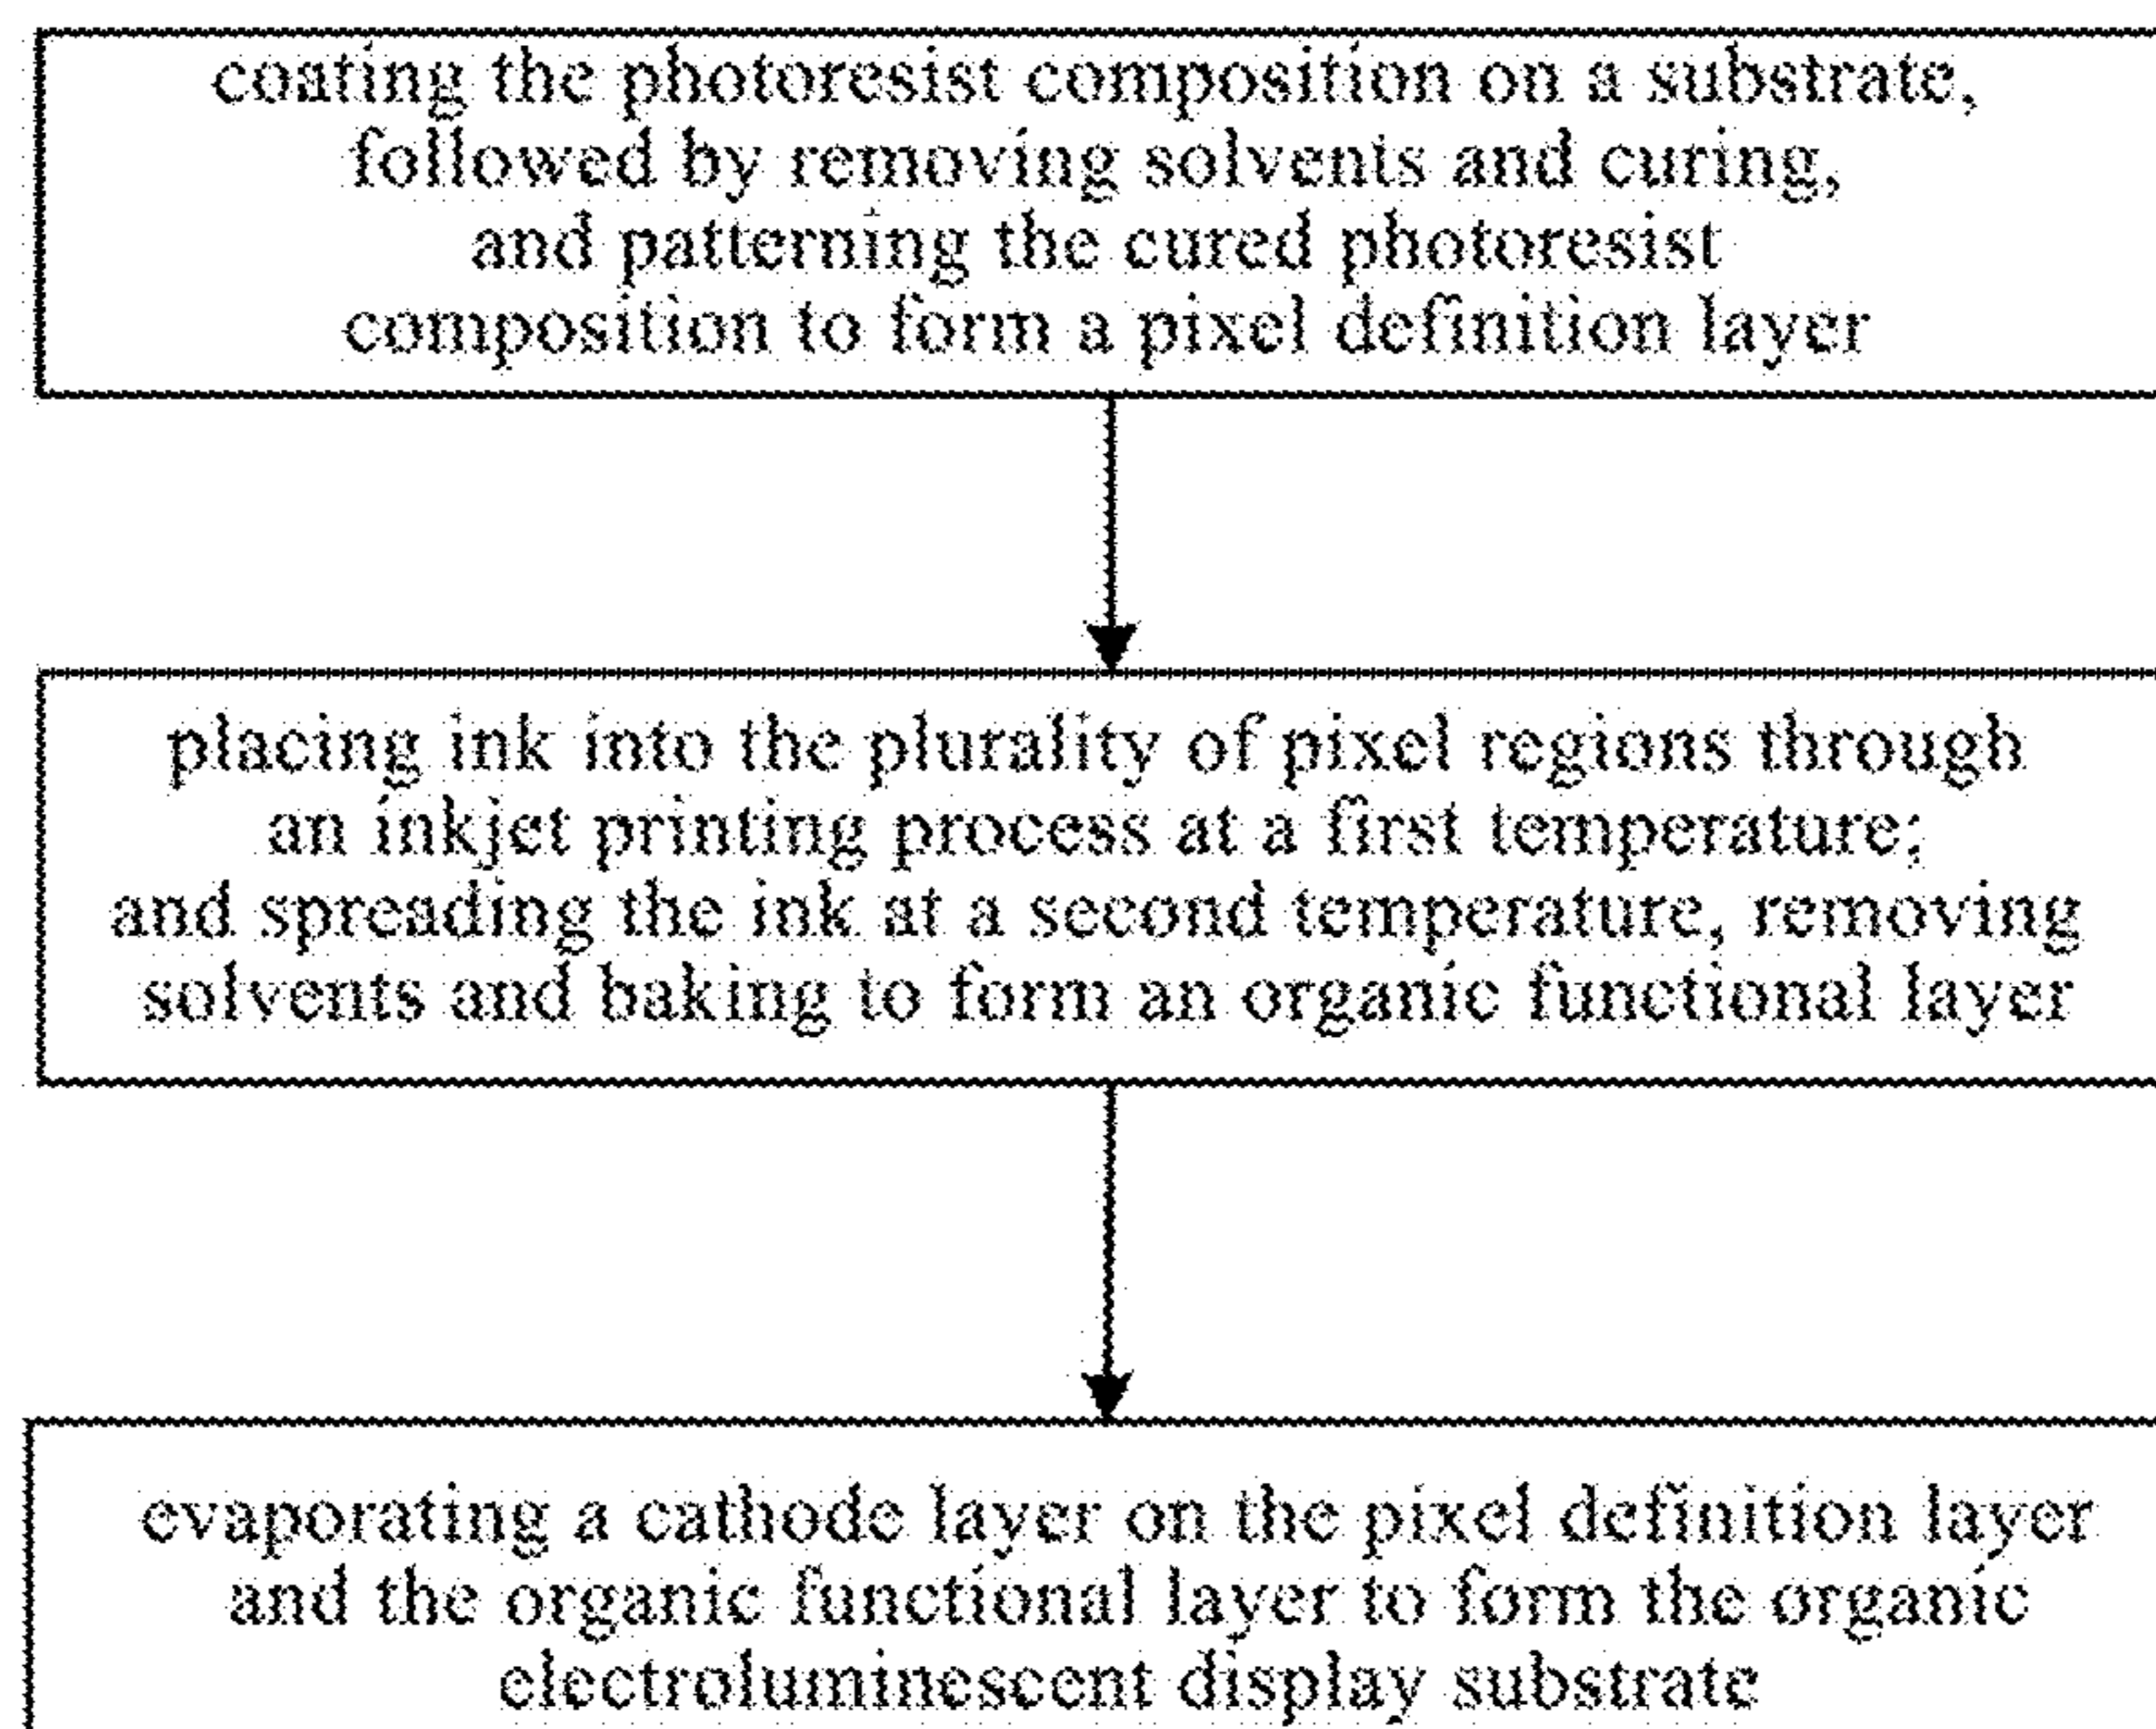 coating the photoresist composition on a substrate,
followed by removing solvents and curing,
and patterning the cured photoresist
composition to form a pixel definition layer
placing ink into the plurality of pixel regions through
an inkjet printing process at a first temperature;
and spreading the ink at a second temperature, removing
solvents and baking to form an organic functional layer
evaporating a cathode layer on the pixel definition layer
and the organic functional layer to form the organic
electroluminescent display substrate